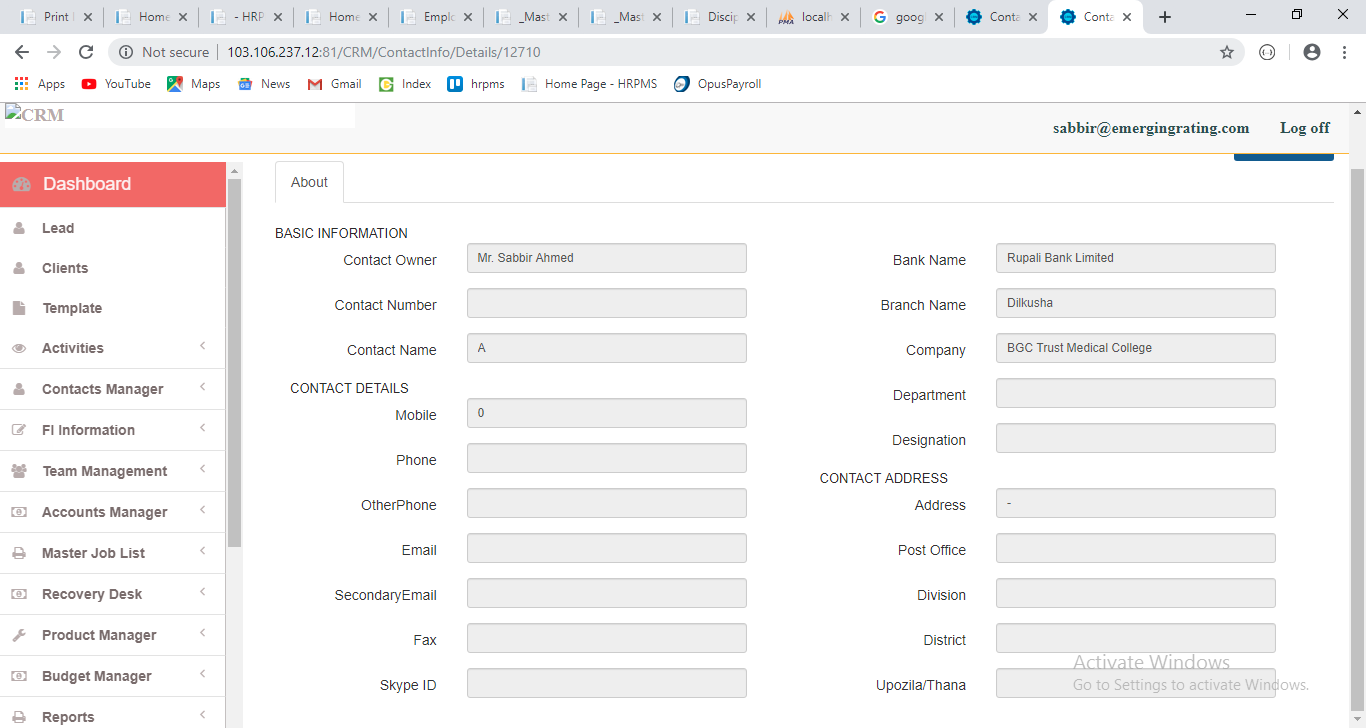 Print
Home
- HRP
Home
Emplo
_Mast
_Mast
Discip
localh
goog
Conta
Conta
Not secure
103.106.237.12:81/CRM/ContactInfo/Details/12710
Apps YouTube Maps News Gmail Index hrpms Home Page - HRPMS OpusPayroll
CRM
sabbir@emergingrating.com Log off
Dashboard
Lead
Clients
Template
Activities
Contacts Manager
FI Information
Team Management
Accounts Manager
Master Job List
Recovery Desk
Product Manager
Budget Manager
Reports
About
BASIC INFORMATION
Contact Owner Mr. Sabbir Ahmed
Contact Number
Contact Name A
CONTACT DETAILS
Mobile 0
Phone
OtherPhone
Email
SecondaryEmail
Fax
Skype ID
Bank Name Rupali Bank Limited
Branch Name Dilkusha
Company BGC Trust Medical College
Department
Designation
CONTACT ADDRESS
Address -
Post Office
Division
District
Upozila/Thana
Activate Windows
Go to Settings to activate Windows.